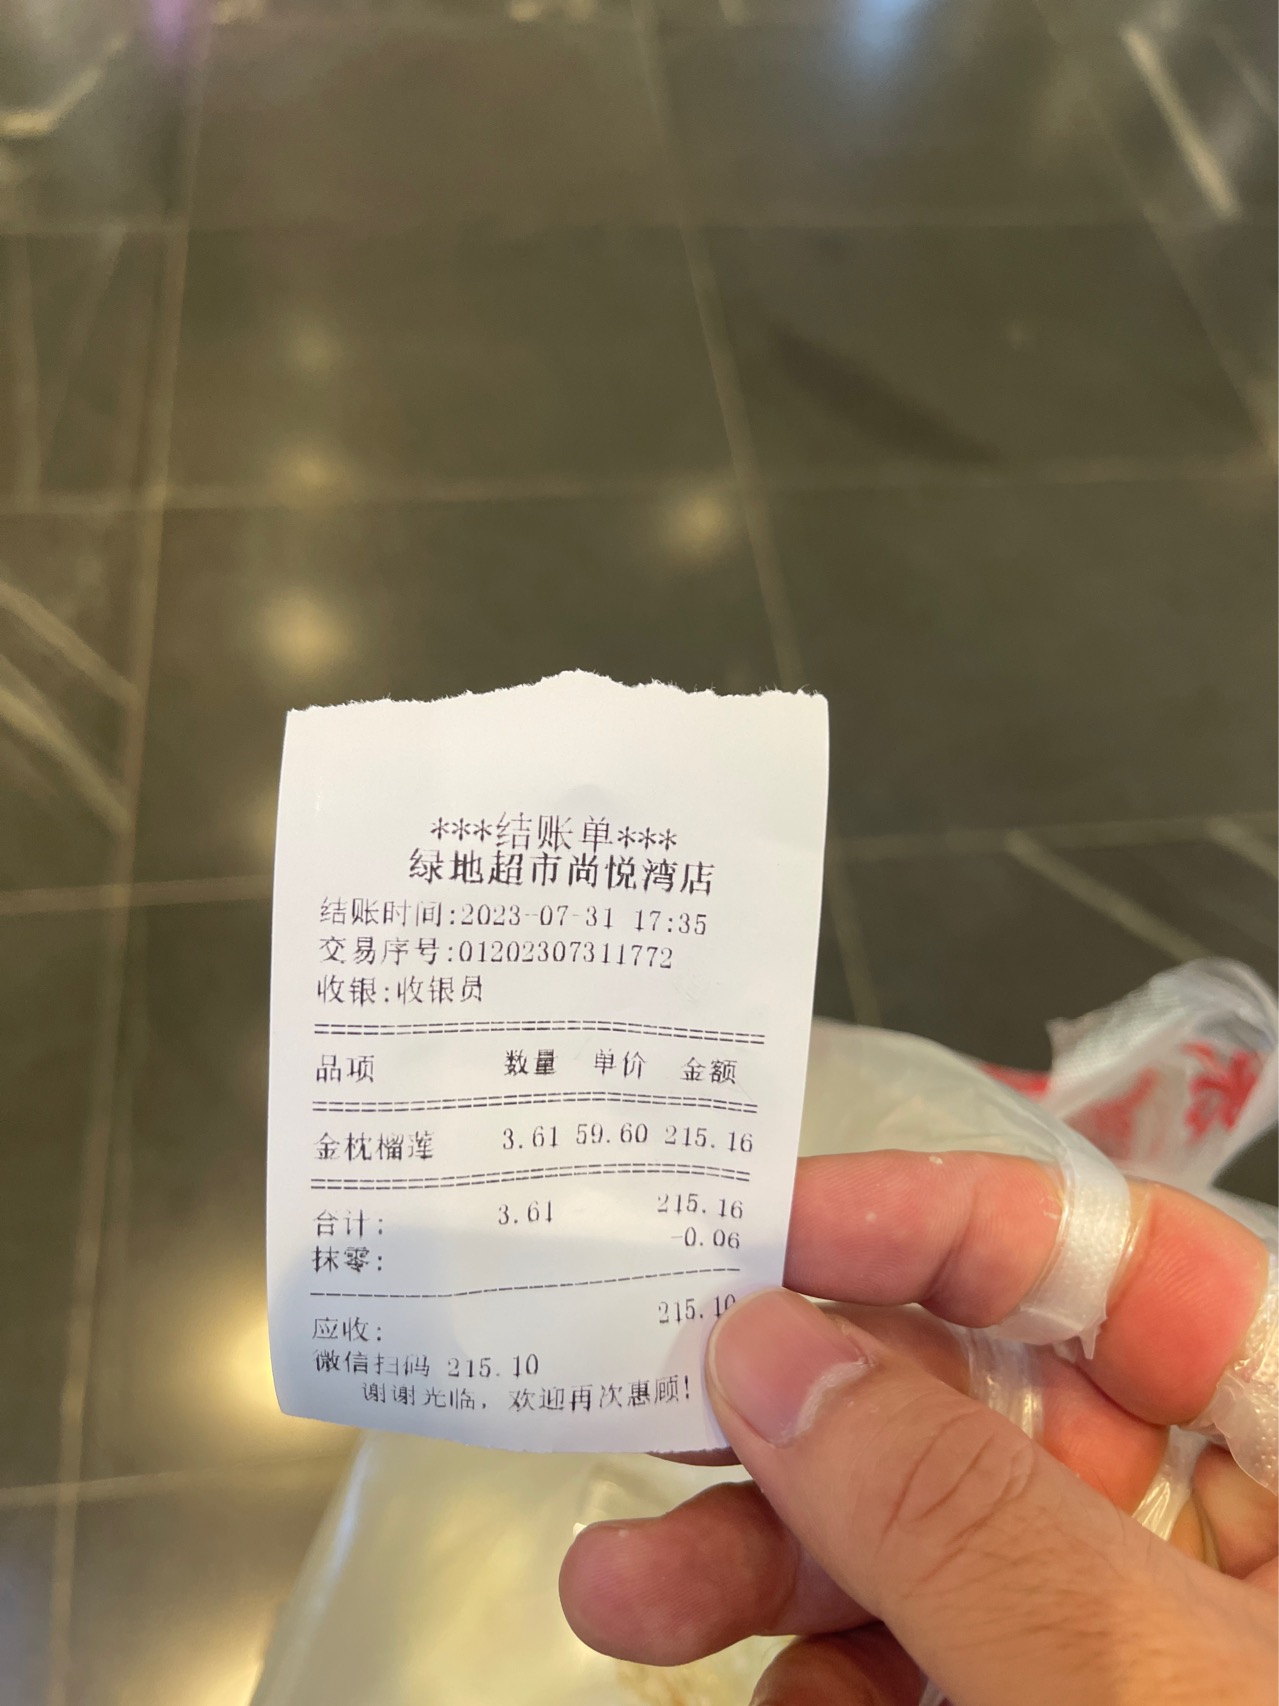 ***结账单***
绿地超市尚悦湾店
结账时间:2023-07-31 17:35
交易序号:01202307311772
收银:收银员
品项 数量 单价 金额
金枕榴莲 3.61 59.60 215.16
合计: 3.61 215.16
抹零: -0.06
应收: 215.10
微信扫码 215.10
谢谢光临，欢迎再次惠顾!